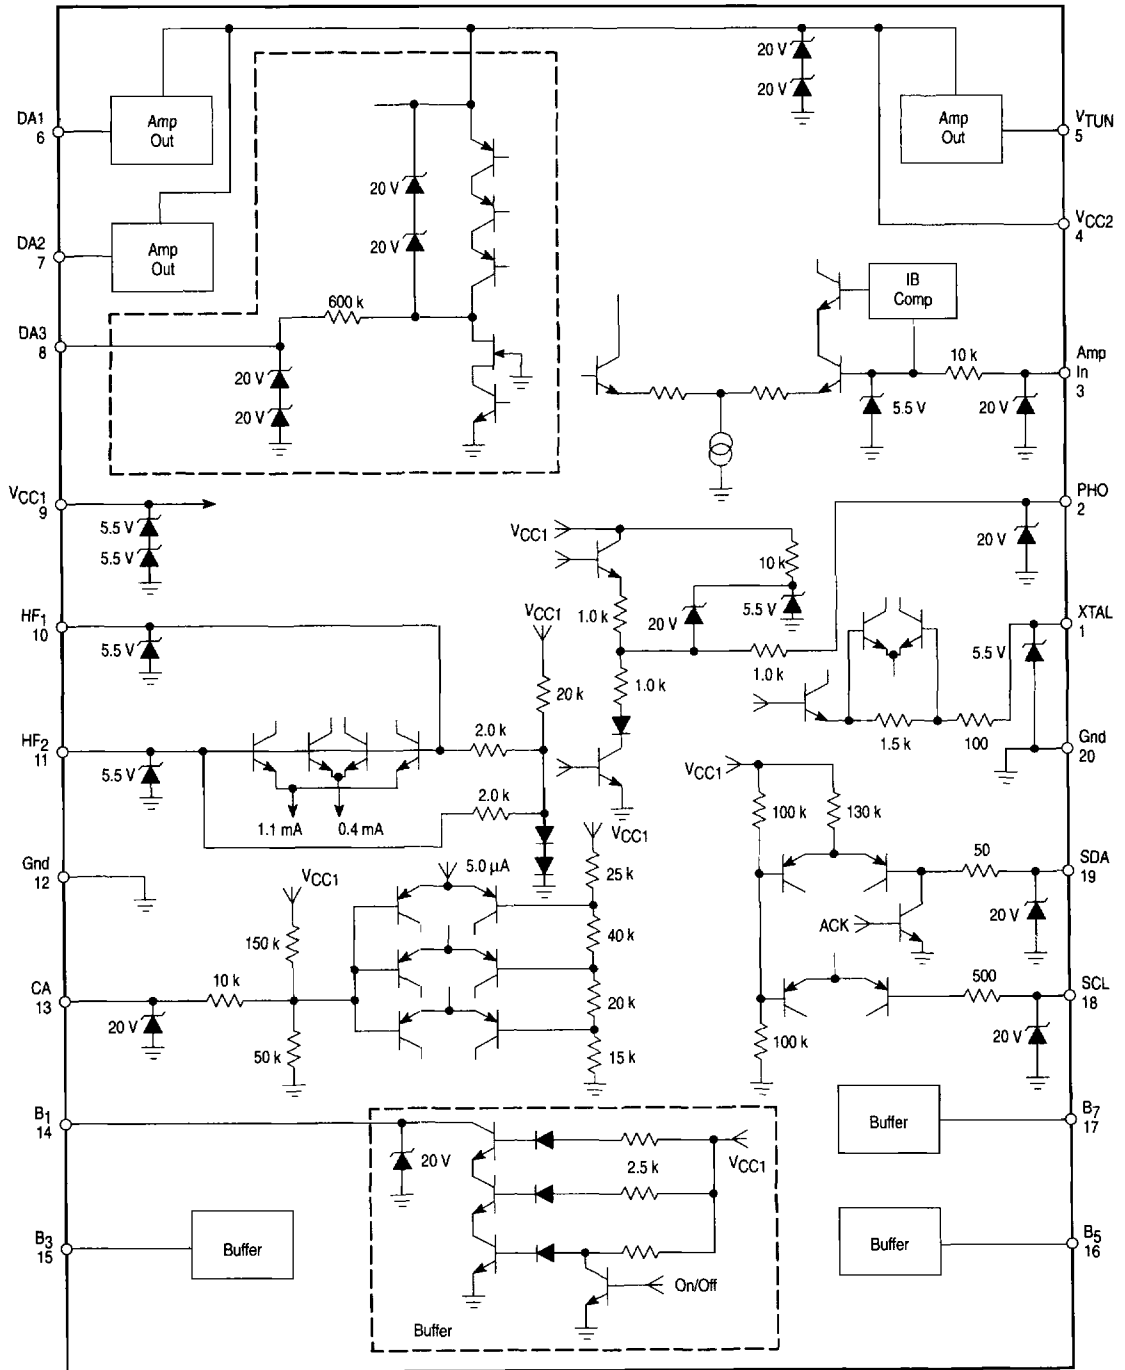 20 V
20 V
DA1
6
Amp
Out
Amp
Out
VTUN
5
20 V
20 V
DA2
7
Amp
Out
VCC2
4
IB
Comp
600 k
DA3
8
20 V
20 V
Amp
In
3
10 k
5.5 V
20 V
VCC1
9
5.5 V
5.5 V
PHO
2
20 V
VCC1
10 k
HF1
10
5.5 V
VCC1
1.0 k
20 V
5.5 V
XTAL
1
5.5 V
20 k
1.0 k
1.0 k
HF2
11
5.5 V
2.0 k
1.5 k
100
Gnd
20
1.1 mA
0.4 mA
2.0 k
VCC1
100 k
130 k
VCC1
Gnd
12
VCC1
5.0 µA
25 k
50
SDA
19
150 k
40 k
ACK
20 V
CA
13
10 k
20 V
50 k
20 k
15 k
500
SCL
18
100 k
20 V
B1
14
20 V
2.5 k
VCC1
Buffer
B7
17
B3
15
Buffer
On/Off
Buffer
Buffer
B5
16